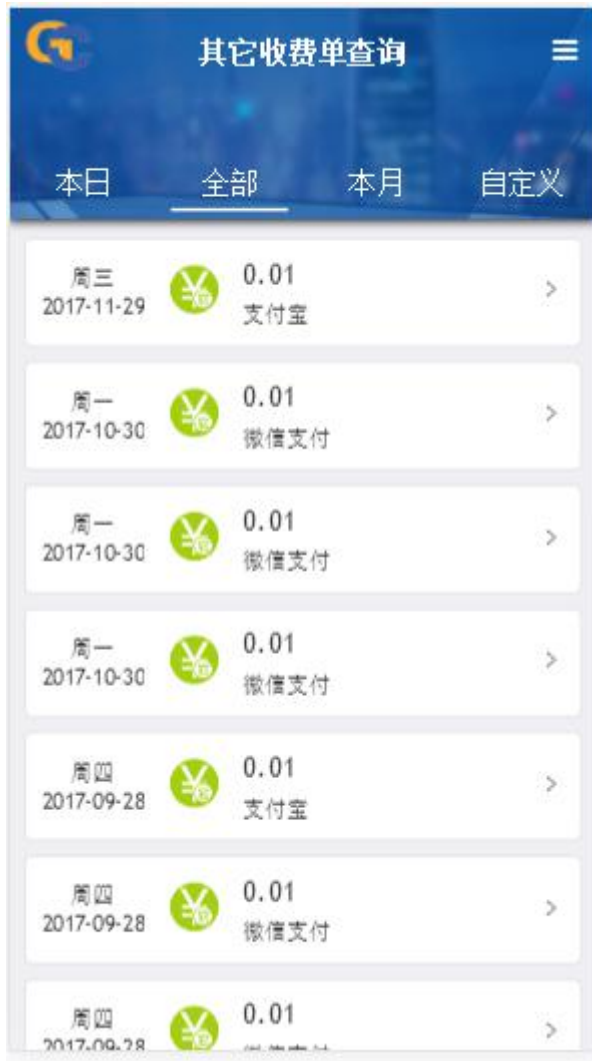 其它收费单查询
本日 全部 本月 自定义
周三
2017-11-29
0.01
支付宝
周一
2017-10-30
0.01
微信支付
周一
2017-10-30
0.01
微信支付
周一
2017-10-30
0.01
微信支付
周四
2017-09-28
0.01
支付宝
周四
2017-09-28
0.01
微信支付
周四
2017-09-28
0.01